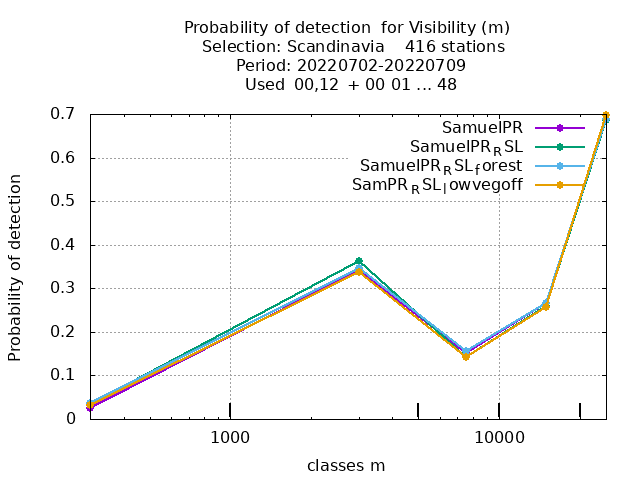 Probability of detection for Visibility (m)
Selection: Scandinavia 416 stations
Period: 20220702-20220709
Used 00,12 + 00 01 ... 48
0.7
0.6
0.5
0.4
0.3
0.2
0.1
0
Probability of detection
SamuelPR
SamuelPR_RSL
SamuelPR_RSL_forest
SamPR_RSL_lowvegoff
1000
10000
classes m